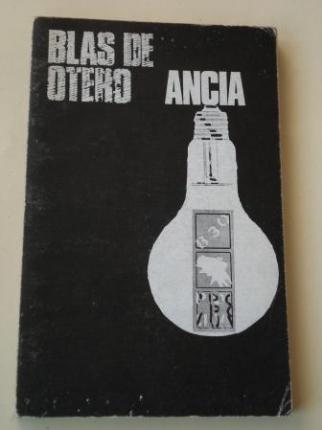 BLAS DE
OTERO
ANCIA